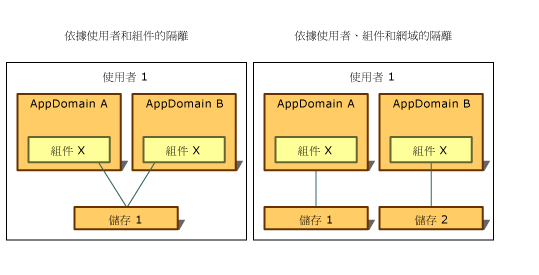 依據使用者和組件的隔離
依據使用者、組件和網域的隔離
使用者 1
AppDomain A
AppDomain B
組件 X
組件 X
儲存 1
使用者 1
AppDomain A
AppDomain B
組件 X
組件 X
儲存 1
儲存 2